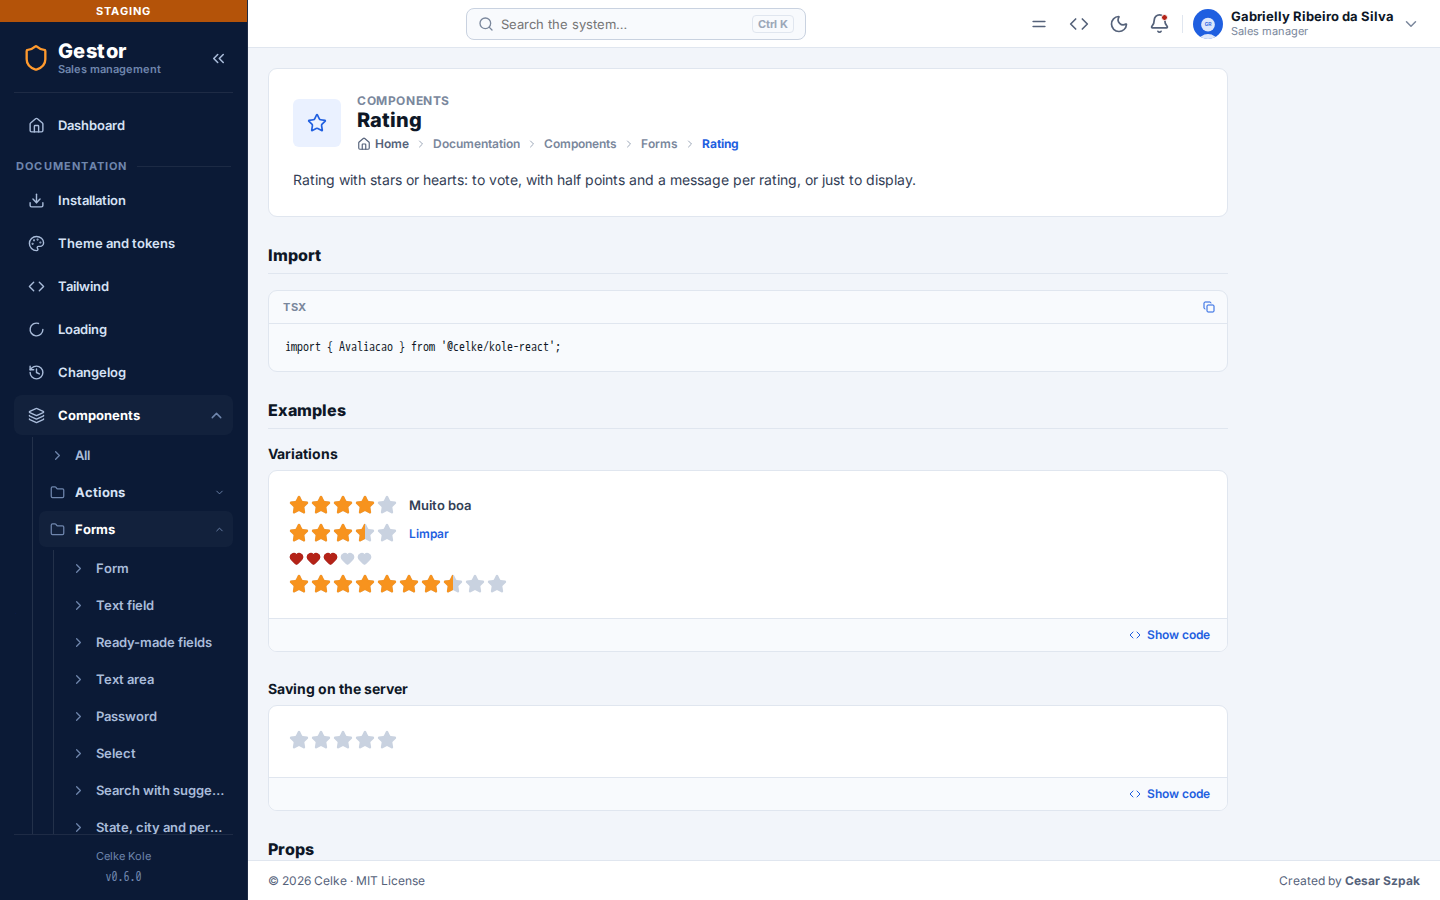 STAGING
Gestor
Sales management
Dashboard
DOCUMENTATION
Installation
Theme and tokens
Tailwind
Loading
Changelog
Components
All
Actions
Forms
Form
Text field
Ready-made fields
Text area
Password
Select
Search with sugge...
State, city and per...
Celke Kole
v0.6.0
Search the system...
Ctrl K
GR
Gabrielly Ribeiro da Silva
Sales manager
COMPONENTS
Rating
Home
Documentation
Components
Forms
Rating
Rating with stars or hearts: to vote, with half points and a message per rating, or just to display.
Import
TSX
import { Avaliacao } from '@celke/kole-react';
Examples
Variations
Muito boa
Limpar
Show code
Saving on the server
Show code
Props
© 2026 Celke · MIT License
Created by Cesar Szpak